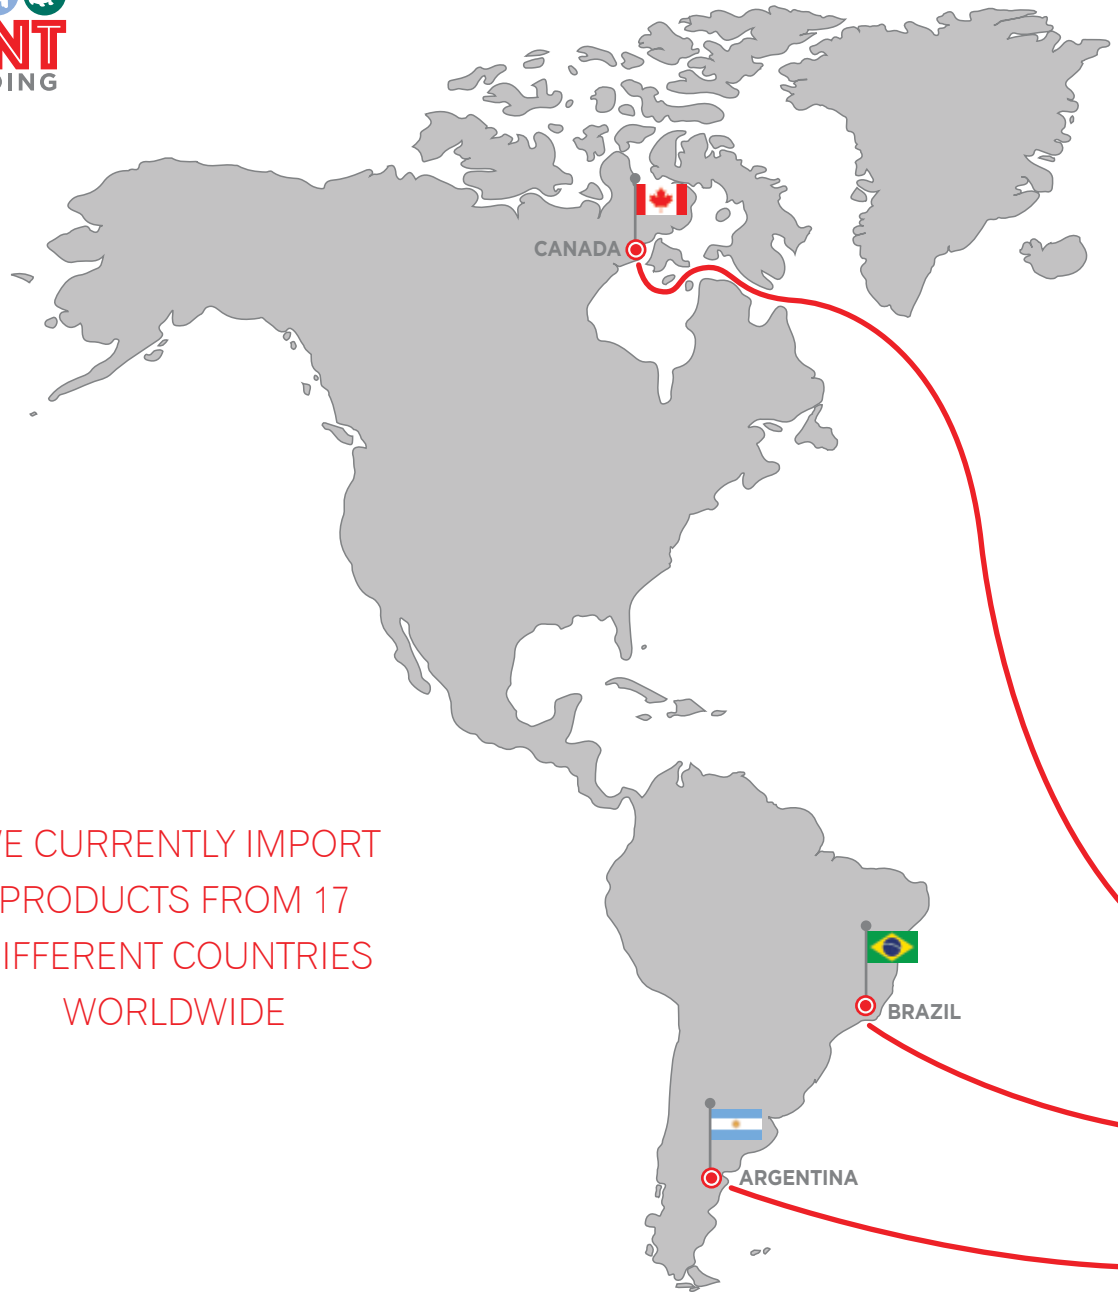 NT
DING
CANADA
E CURRENTLY IMPORT
PRODUCTS FROM 17
IFFERENT COUNTRIES
WORLDWIDE
BRAZIL
ARGENTINA